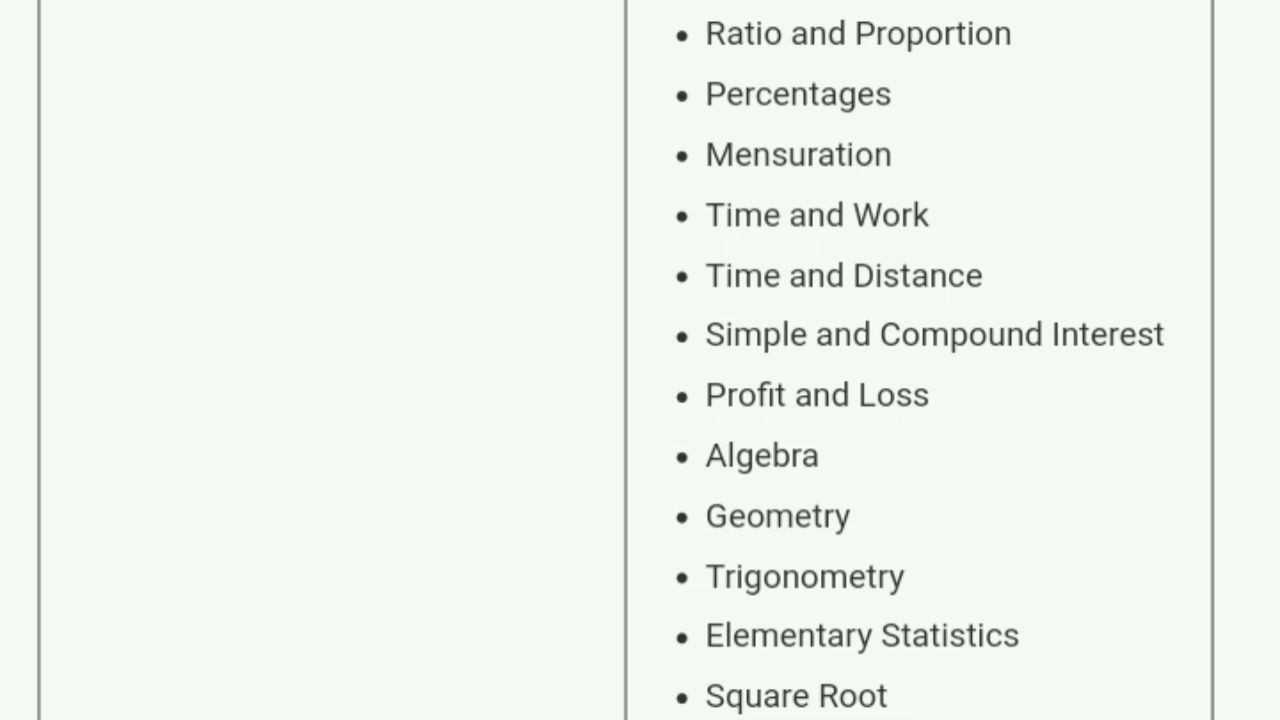 • Ratio and Proportion
• Percentages
• Mensuration
• Time and Work
• Time and Distance
• Simple and Compound Interest
• Profit and Loss
• Algebra
• Geometry
• Trigonometry
• Elementary Statistics
• Square Root